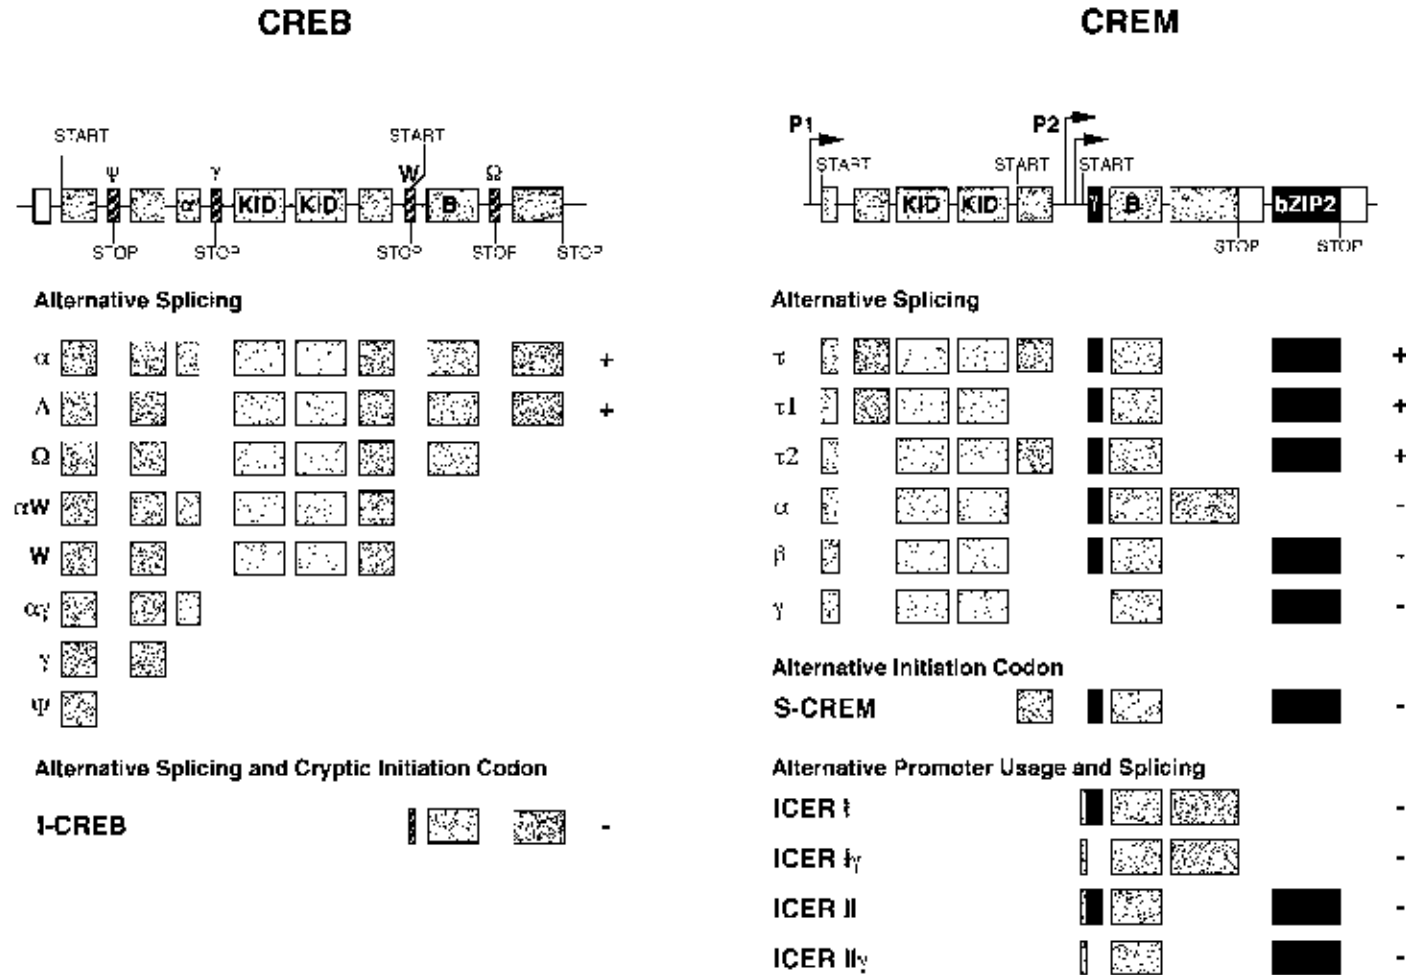 CREB
START
START
Ψ
γ
W
Ω
α
KID
KID
B
STOP
STOP
STOP
STOP
STOP
Alternative Splicing
α +
Δ +
Ω
αW
W
αγ
γ
Ψ
Alternative Splicing and Cryptic Initiation Codon
I-CREB -
CREM
P1
P2
START
START
START
KID
KID
γ
B
bZIP2
STOP
STOP
Alternative Splicing
τ +
τ1 +
τ2 +
α -
β -
γ -
Alternative Initiation Codon
S-CREM -
Alternative Promoter Usage and Splicing
ICER I -
ICER Iγ -
ICER II -
ICER IIγ -